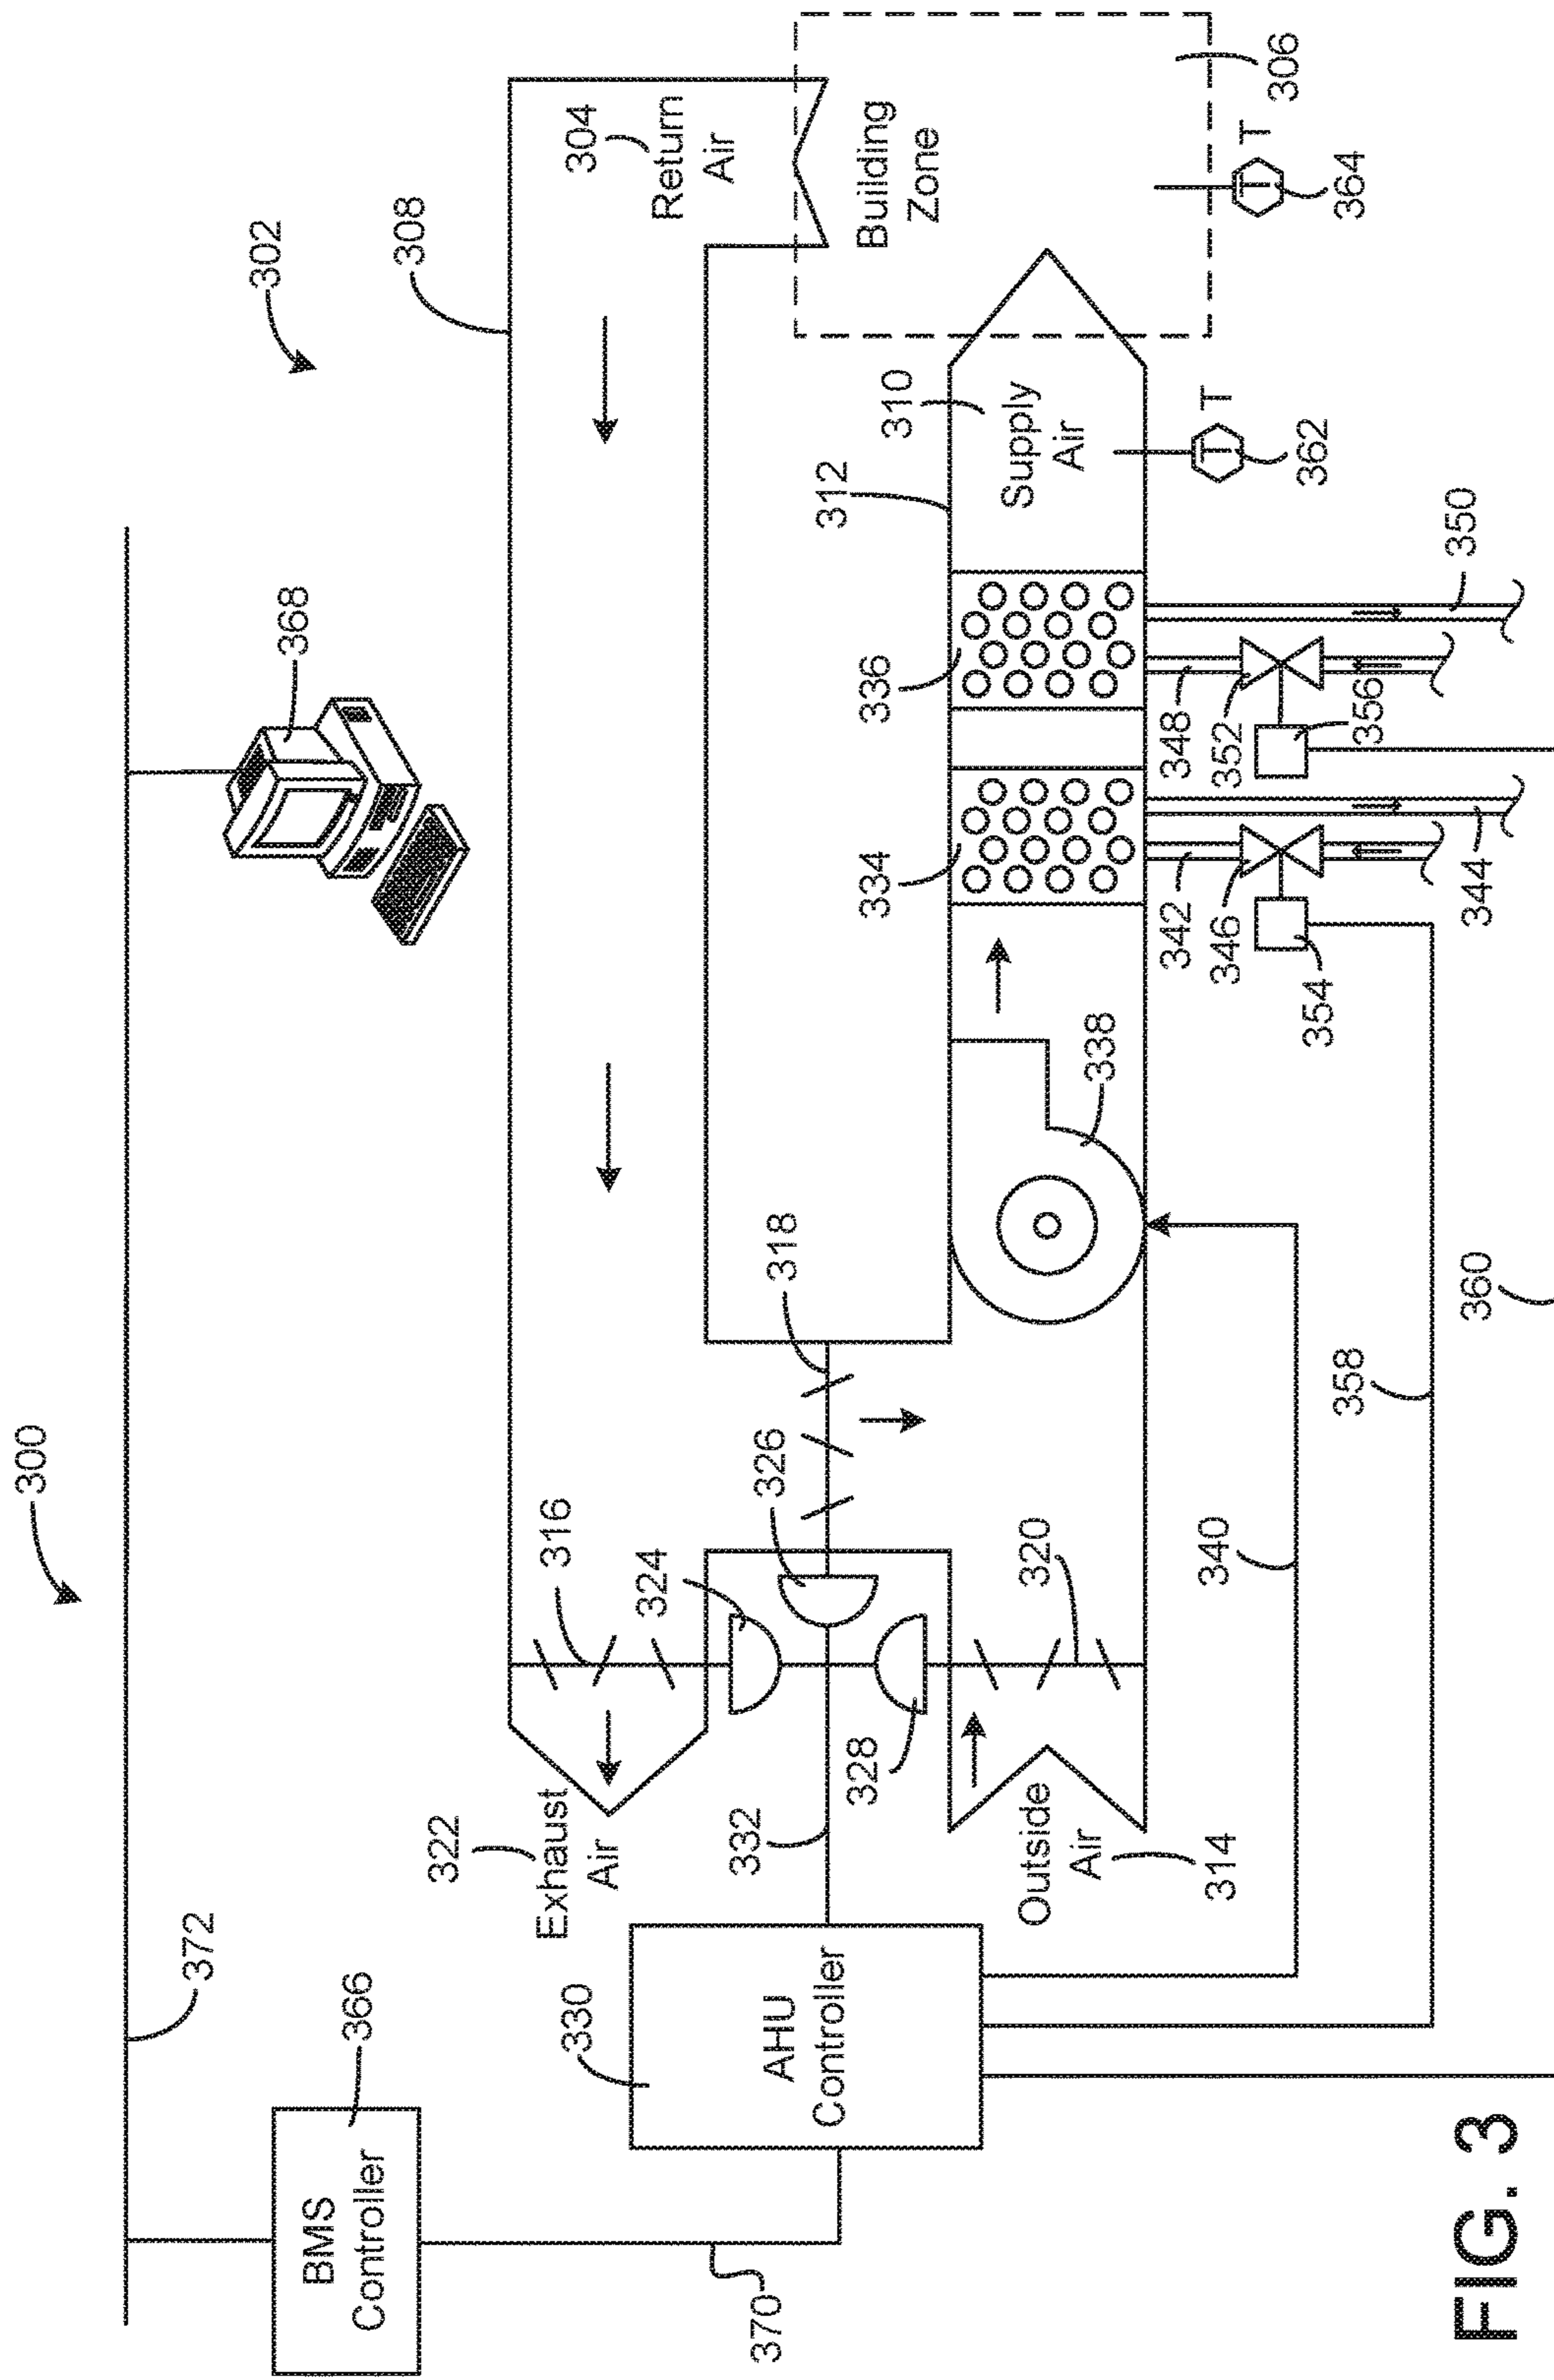 300
302
372
368
366
BMS
Controller
370
308
304
Return
Air
306
Building
Zone
322
Exhaust
Air
316
324
326
318
332
328
330
AHU
Controller
Outside
Air
314
320
338
334
336
312
310
Supply
Air
T
T
362
T
T
364
342
346
354
344
348
352
356
350
340
358
360
FIG. 3